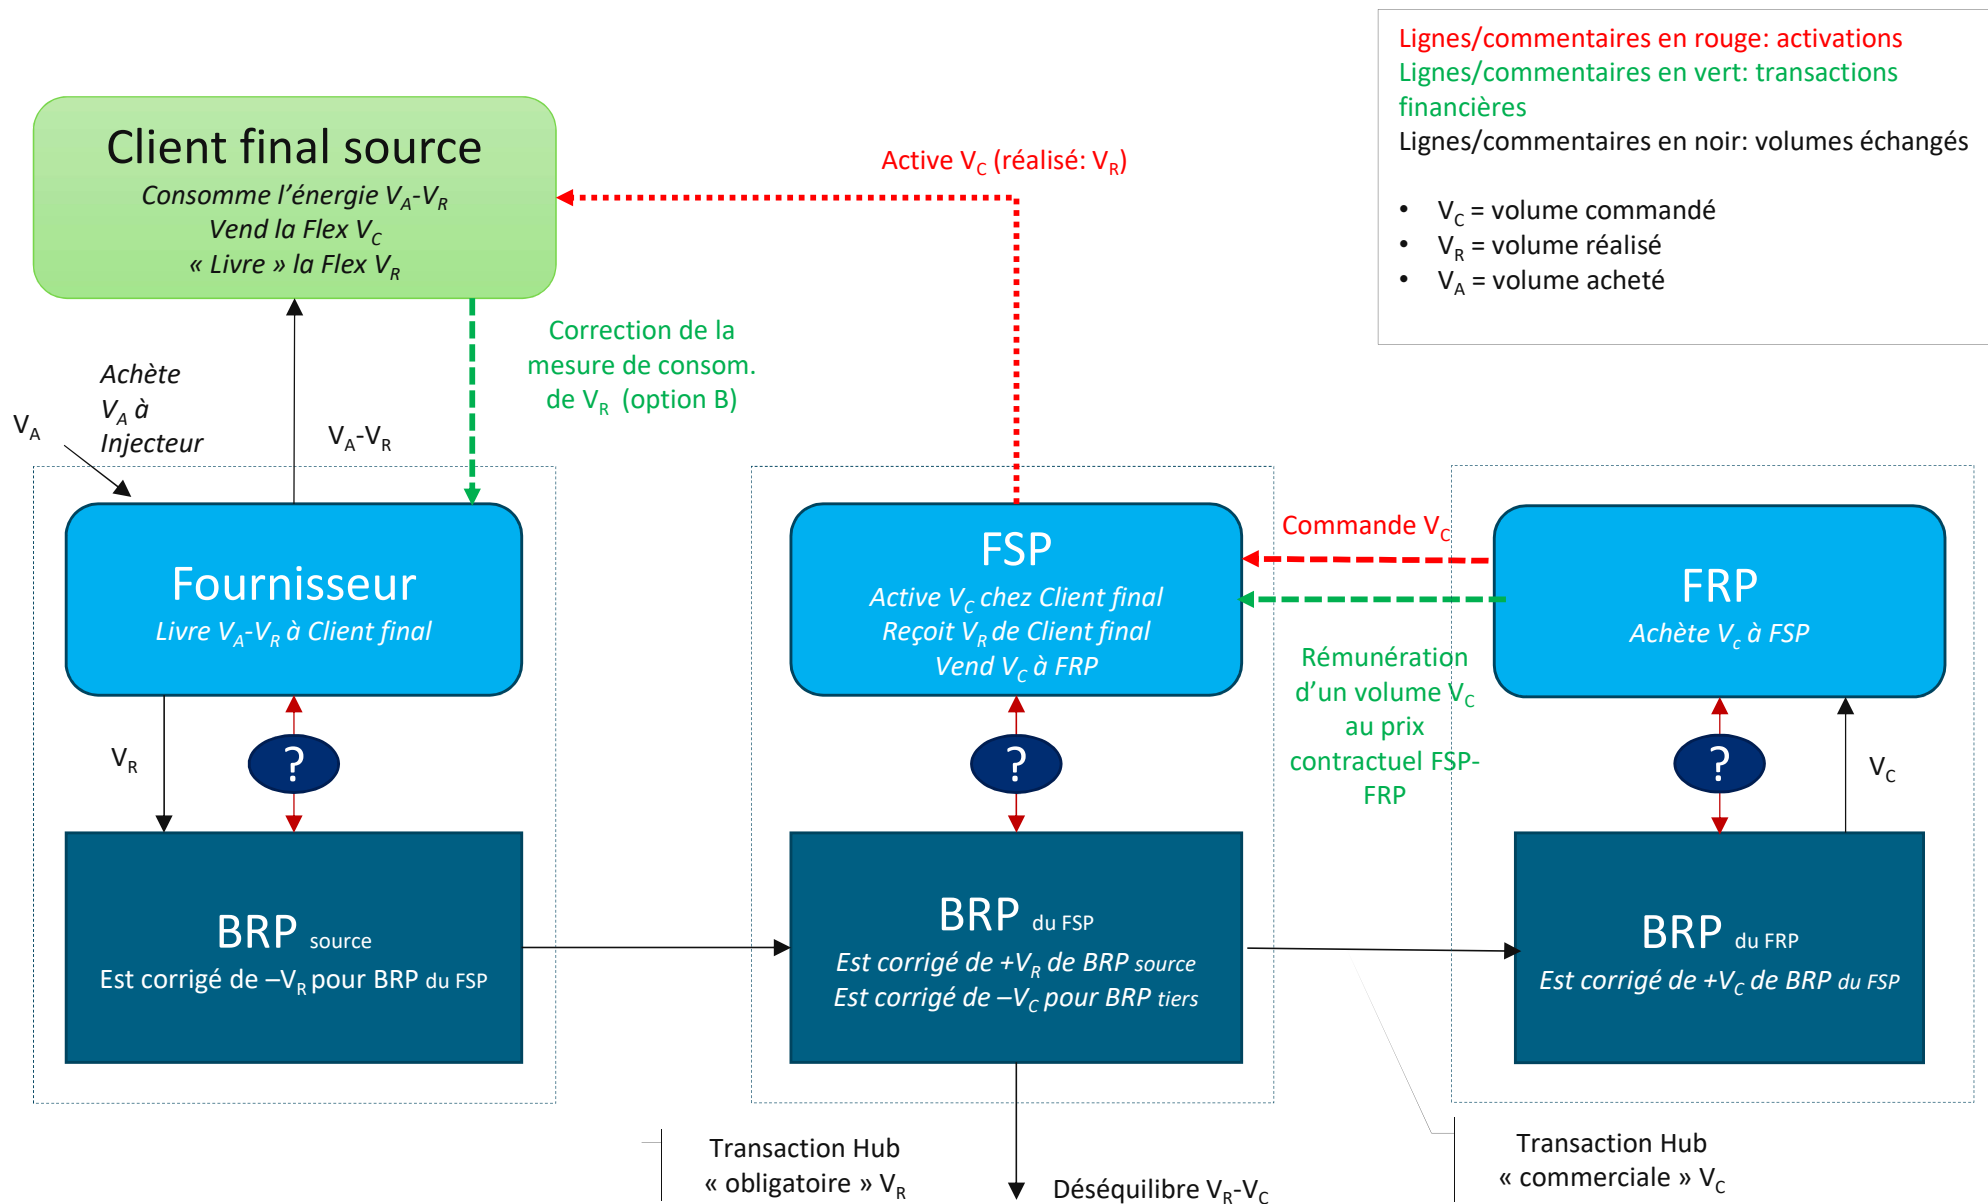 Lignes/commentaires en rouge: activations
Lignes/commentaires en vert: transactions
financières
Lignes/commentaires en noir: volumes échangés
• VC = volume commandé
• VR = volume réalisé
• VA = volume acheté
Client final source
Consomme l’énergie VA-VR
Vend la Flex VC
« Livre » la Flex VR
Active VC (réalisé: VR)
Correction de la
mesure de consom.
de VR (option B)
Achète
VA à
Injecteur
VA
VA-VR
Fournisseur
Livre VA-VR à Client final
FSP
Active VC chez Client final
Reçoit VR de Client final
Vend VC à FRP
Commande VC
FRP
Achète Vc à FSP
Rémunération
d’un volume VC
au prix
contractuel FSP-
FRP
VR
?
?
?
VC
BRP source
Est corrigé de –VR pour BRP du FSP
BRP du FSP
Est corrigé de +VR de BRP source
Est corrigé de –VC pour BRP tiers
BRP du FRP
Est corrigé de +VC de BRP du FSP
Transaction Hub
« obligatoire » VR
Déséquilibre VR-VC
Transaction Hub
« commerciale » VC